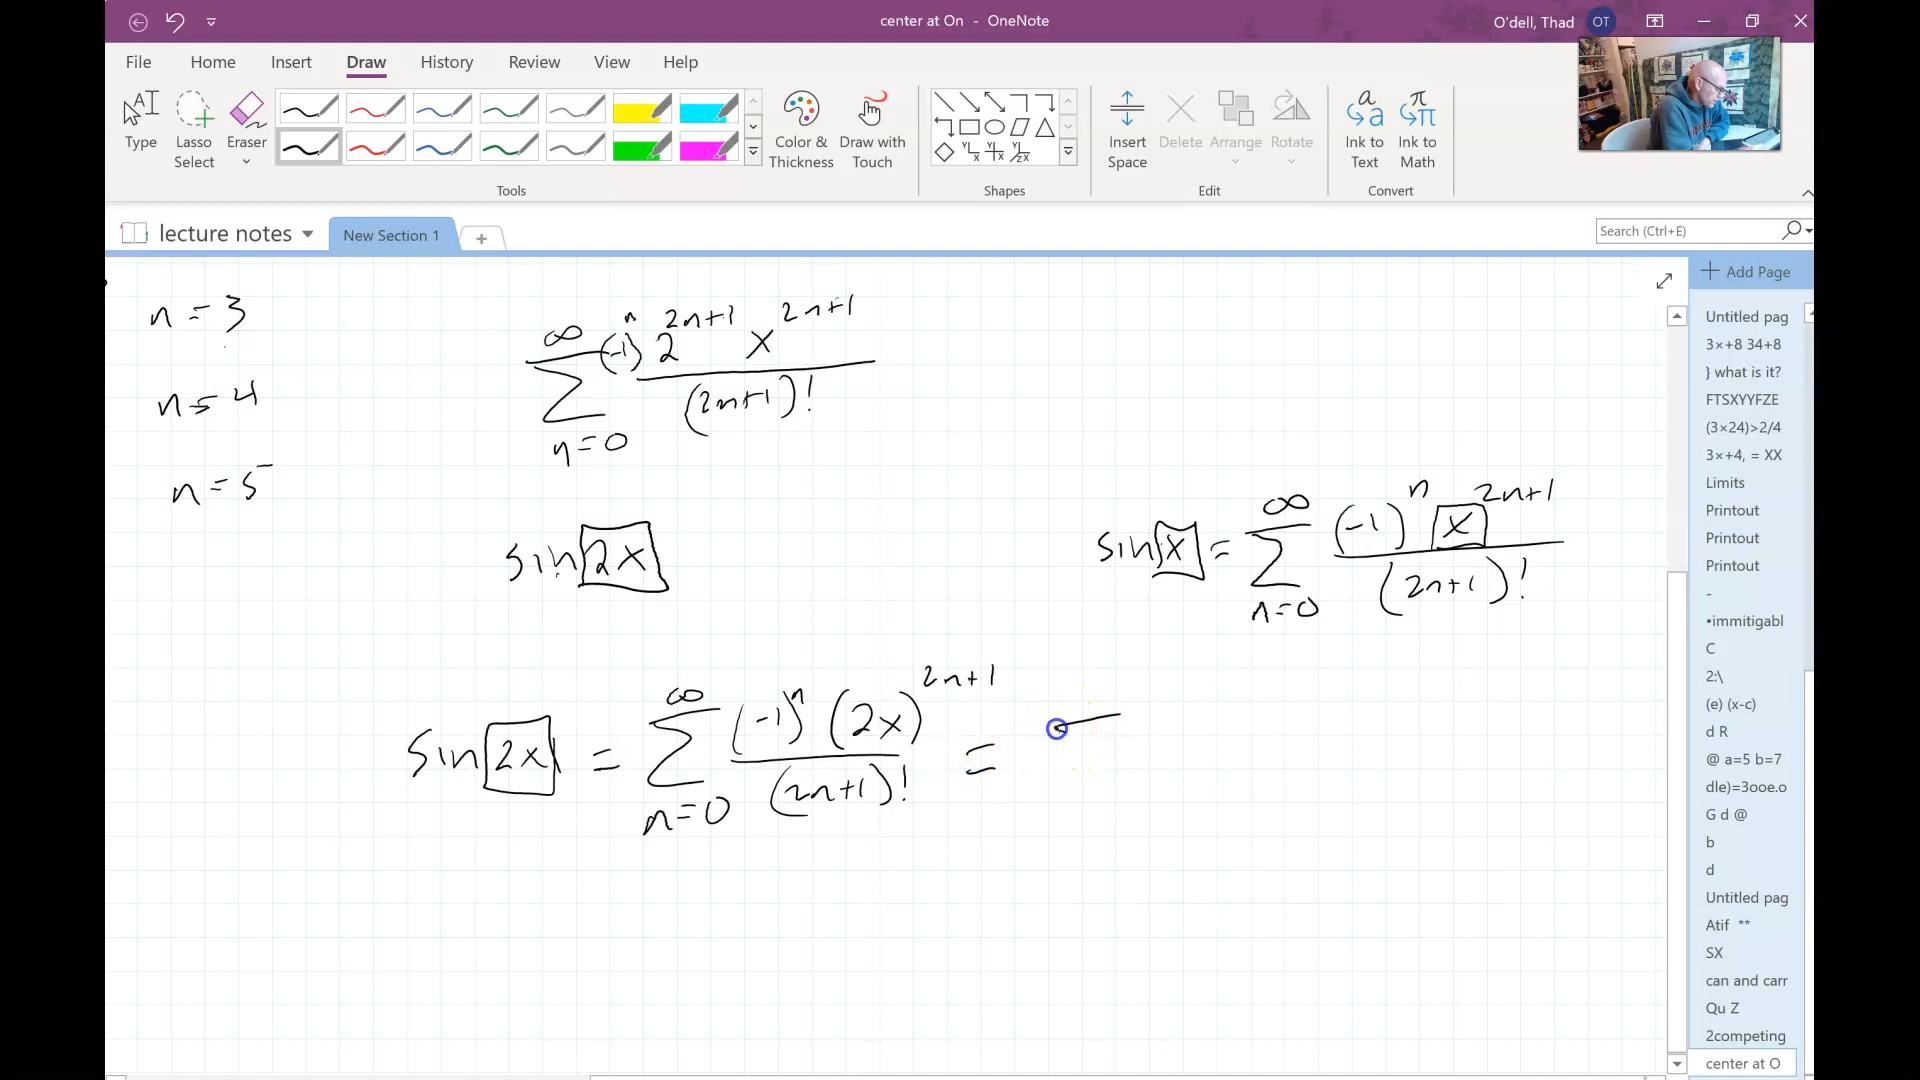 center at On - OneNote
O'dell, Thad OT
File Home Insert Draw History Review View Help
Type
Lasso Select
Eraser
Color & Thickness
Draw with Touch
Insert Space
Delete
Arrange
Rotate
Ink to Text
Ink to Math
Tools Shapes Edit Convert
lecture notes New Section 1 +
Search (Ctrl+E)
Add Page
Untitled pag
3×+8 34+8
} what is it?
FTSXYYFZE
(3×24)>2/4
3×+4, = XX
Limits
Printout
Printout
Printout
-
•immitigabl
C
2:\
(e) (x-c)
d R
@ a=5 b=7
dle)=3ooe.o
G d @
b
d
Untitled pag
Atif **
SX
can and carr
Qu Z
2competing
center at O
n = 3
n = 4
n = 5
∑_{n=0}^{∞} (-1)^n 2^{2n+1} x^{2n+1} / (2n+1)!
sin 2x
sin x = ∑_{n=0}^{∞} (-1)^n x^{2n+1} / (2n+1)!
sin 2x = ∑_{n=0}^{∞} (-1)^n (2x)^{2n+1} / (2n+1)! =